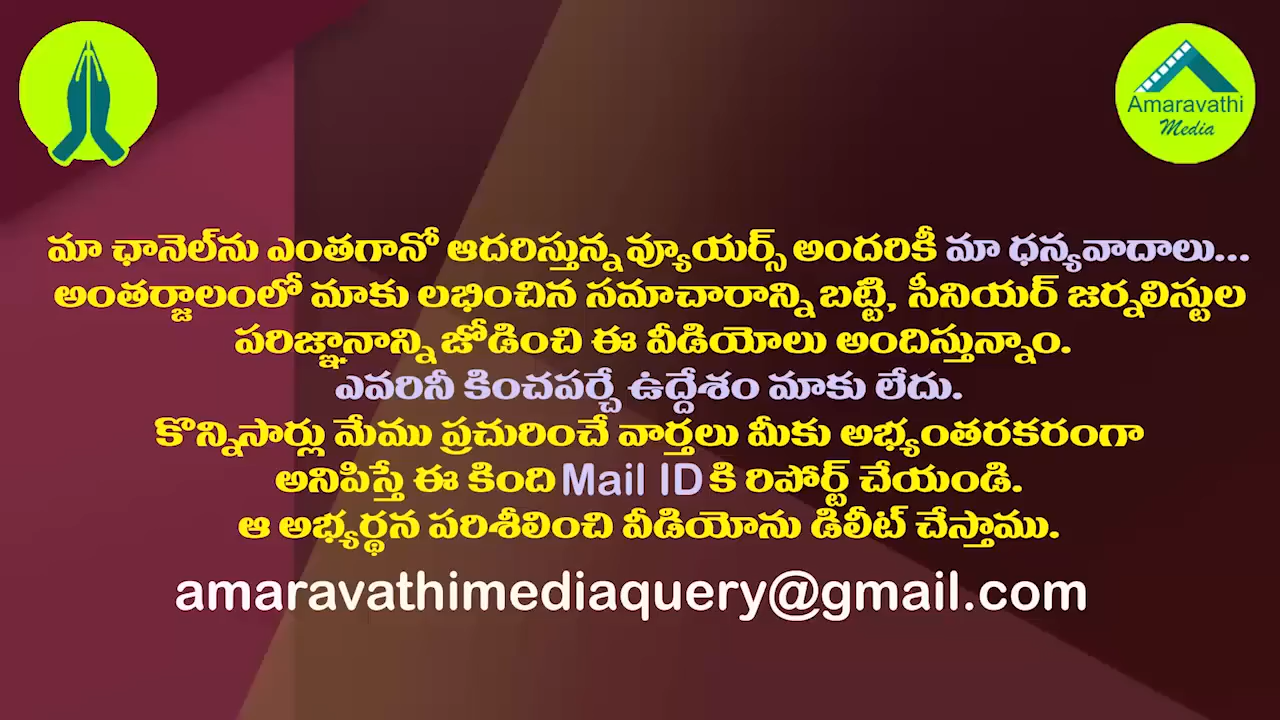 Amaravathi
Media
మా ఛానెల్‌ను ఎంతగానో ఆదరిస్తున్న వ్యూయర్స్ అందరికీ మా ధన్యవాదాలు...
అంతర్జాలంలో మాకు లభించిన సమాచారాన్ని బట్టి, సీనియర్ జర్నలిస్టుల
పరిజ్ఞానాన్ని జోడించి ఈ వీడియోలు అందిస్తున్నాం.
ఎవరినీ కించపర్చే ఉద్దేశం మాకు లేదు.
కొన్నిసార్లు మేము ప్రచురించే వార్తలు మీకు అభ్యంతరకరంగా
అనిపిస్తే ఈ కింది Mail ID కి రిపోర్ట్ చేయండి.
ఆ అభ్యర్థన పరిశీలించి వీడియోను డిలీట్ చేస్తాము.
amaravathimediaquery@gmail.com